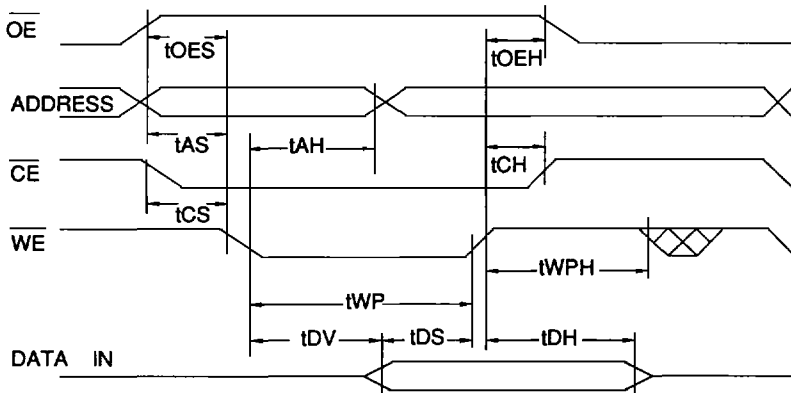 OE
tOES
tOEH
ADDRESS
tAS
tAH
tCH
CE
tCS
WE
tWPH
tWP
tDV
tDS
tDH
DATA IN